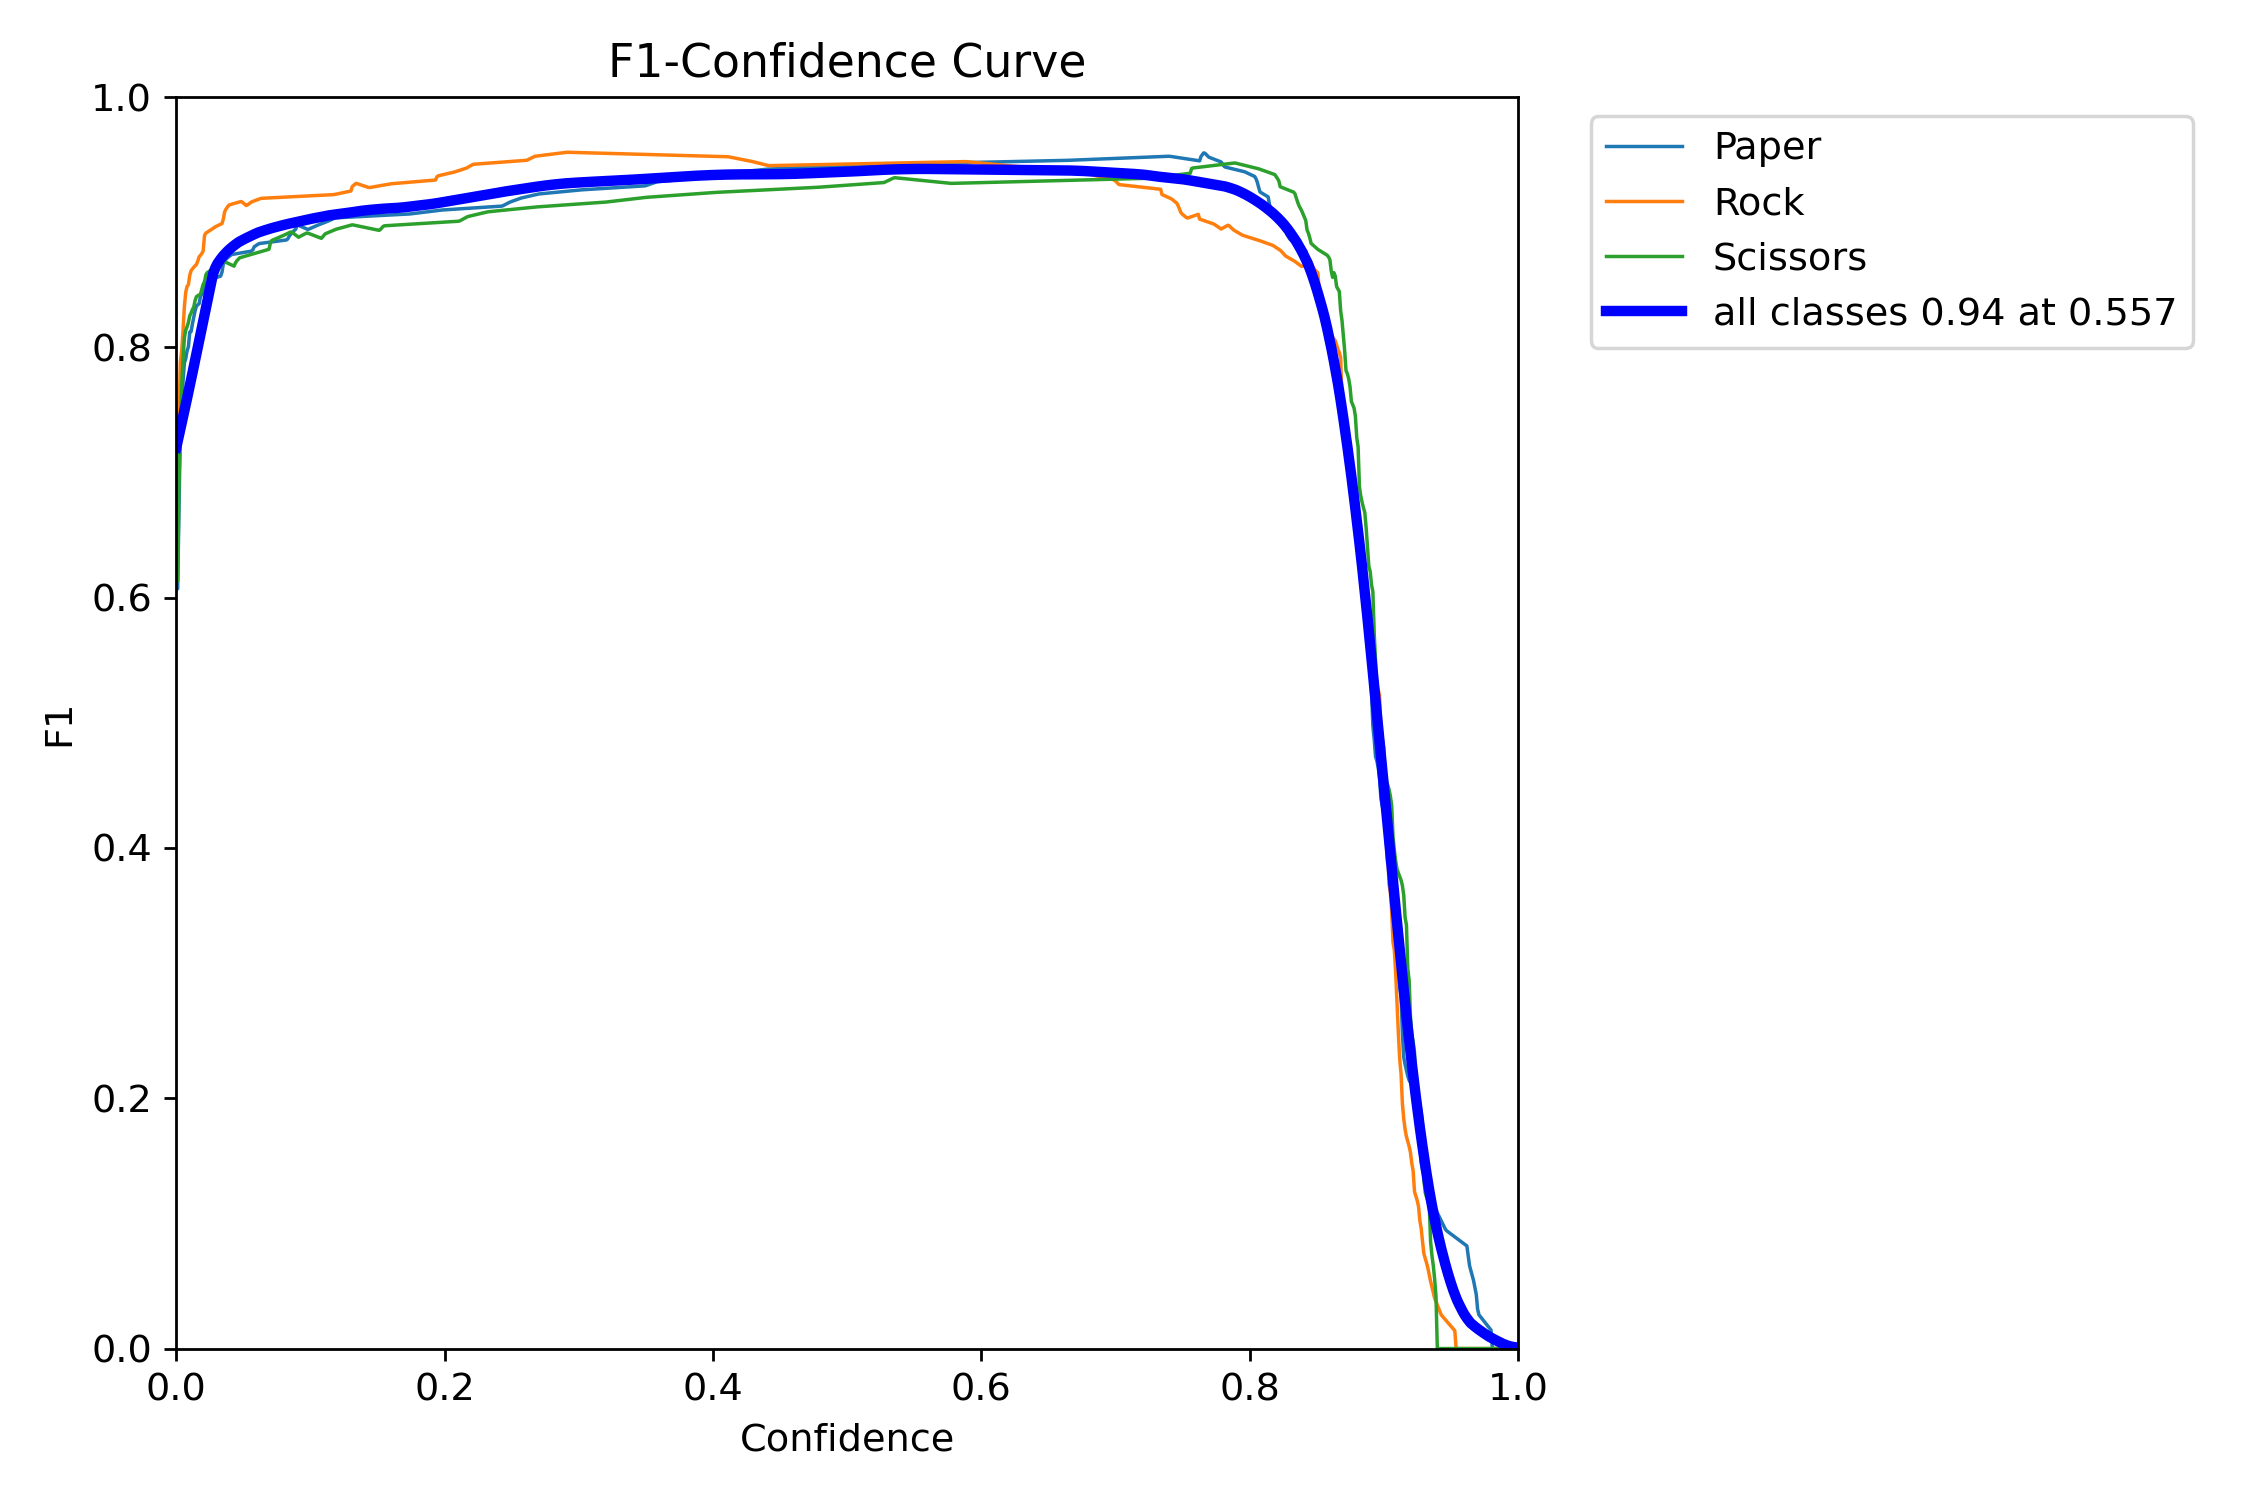 F1-Confidence Curve
1.0
0.8
0.6
0.4
0.2
0.0
F1
0.0 0.2 0.4 0.6 0.8 1.0
Confidence
Paper
Rock
Scissors
all classes 0.94 at 0.557